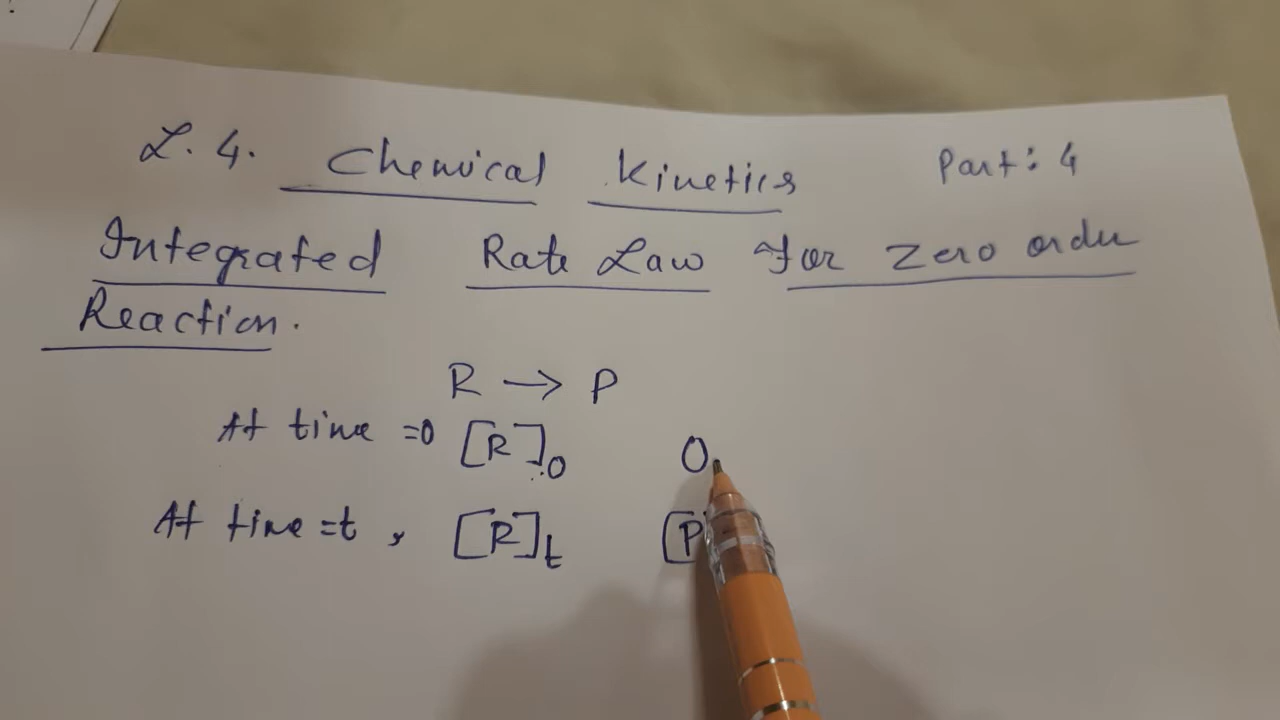 L. 4. Chemical Kinetics Part: 4
Integrated Rate Law For Zero order
Reaction.
R → P
At time =0 [R]0 0
At time =t, [R]t [P]